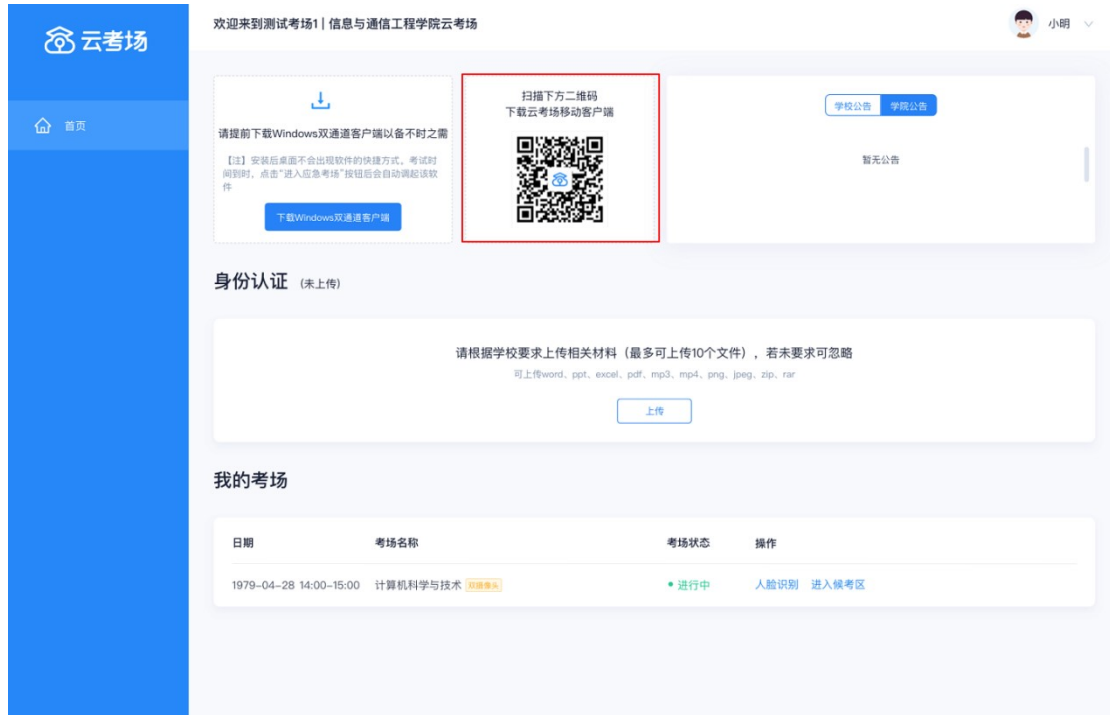 云考场
欢迎来到测试考场1 | 信息与通信工程学院云考场
小明
首页
请提前下载Windows双通道客户端以备不时之需
【注】安装后桌面不会出现软件的快捷方式，考试时
间到时，点击“进入应急考场”按钮后会自动调起该软
件
下载Windows双通道客户端
扫描下方二维码
下载云考场移动客户端
学校公告 学院公告
暂无公告
身份认证 (未上传)
请根据学校要求上传相关材料（最多可上传10个文件），若未要求可忽略
可上传word、ppt、excel、pdf、mp3、mp4、png、jpeg、zip、rar
上传
我的考场
日期 考场名称 考场状态 操作
1979-04-28 14:00-15:00 计算机科学与技术 双摄像头 进行中 人脸识别 进入候考区